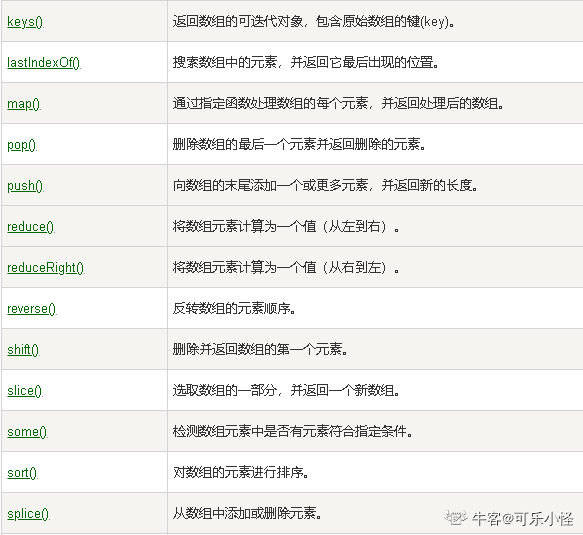 keys() 返回数组的可迭代对象，包含原始数组的键(key)。
lastIndexOf() 搜索数组中的元素，并返回它最后出现的位置。
map() 通过指定函数处理数组的每个元素，并返回处理后的数组。
pop() 删除数组的最后一个元素并返回删除的元素。
push() 向数组的末尾添加一个或更多元素，并返回新的长度。
reduce() 将数组元素计算为一个值（从左到右）。
reduceRight() 将数组元素计算为一个值（从右到左）。
reverse() 反转数组的元素顺序。
shift() 删除并返回数组的第一个元素。
slice() 选取数组的一部分，并返回一个新数组。
some() 检测数组元素中是否有元素符合指定条件。
sort() 对数组的元素进行排序。
splice() 从数组中添加或删除元素。
牛客@可乐小怪